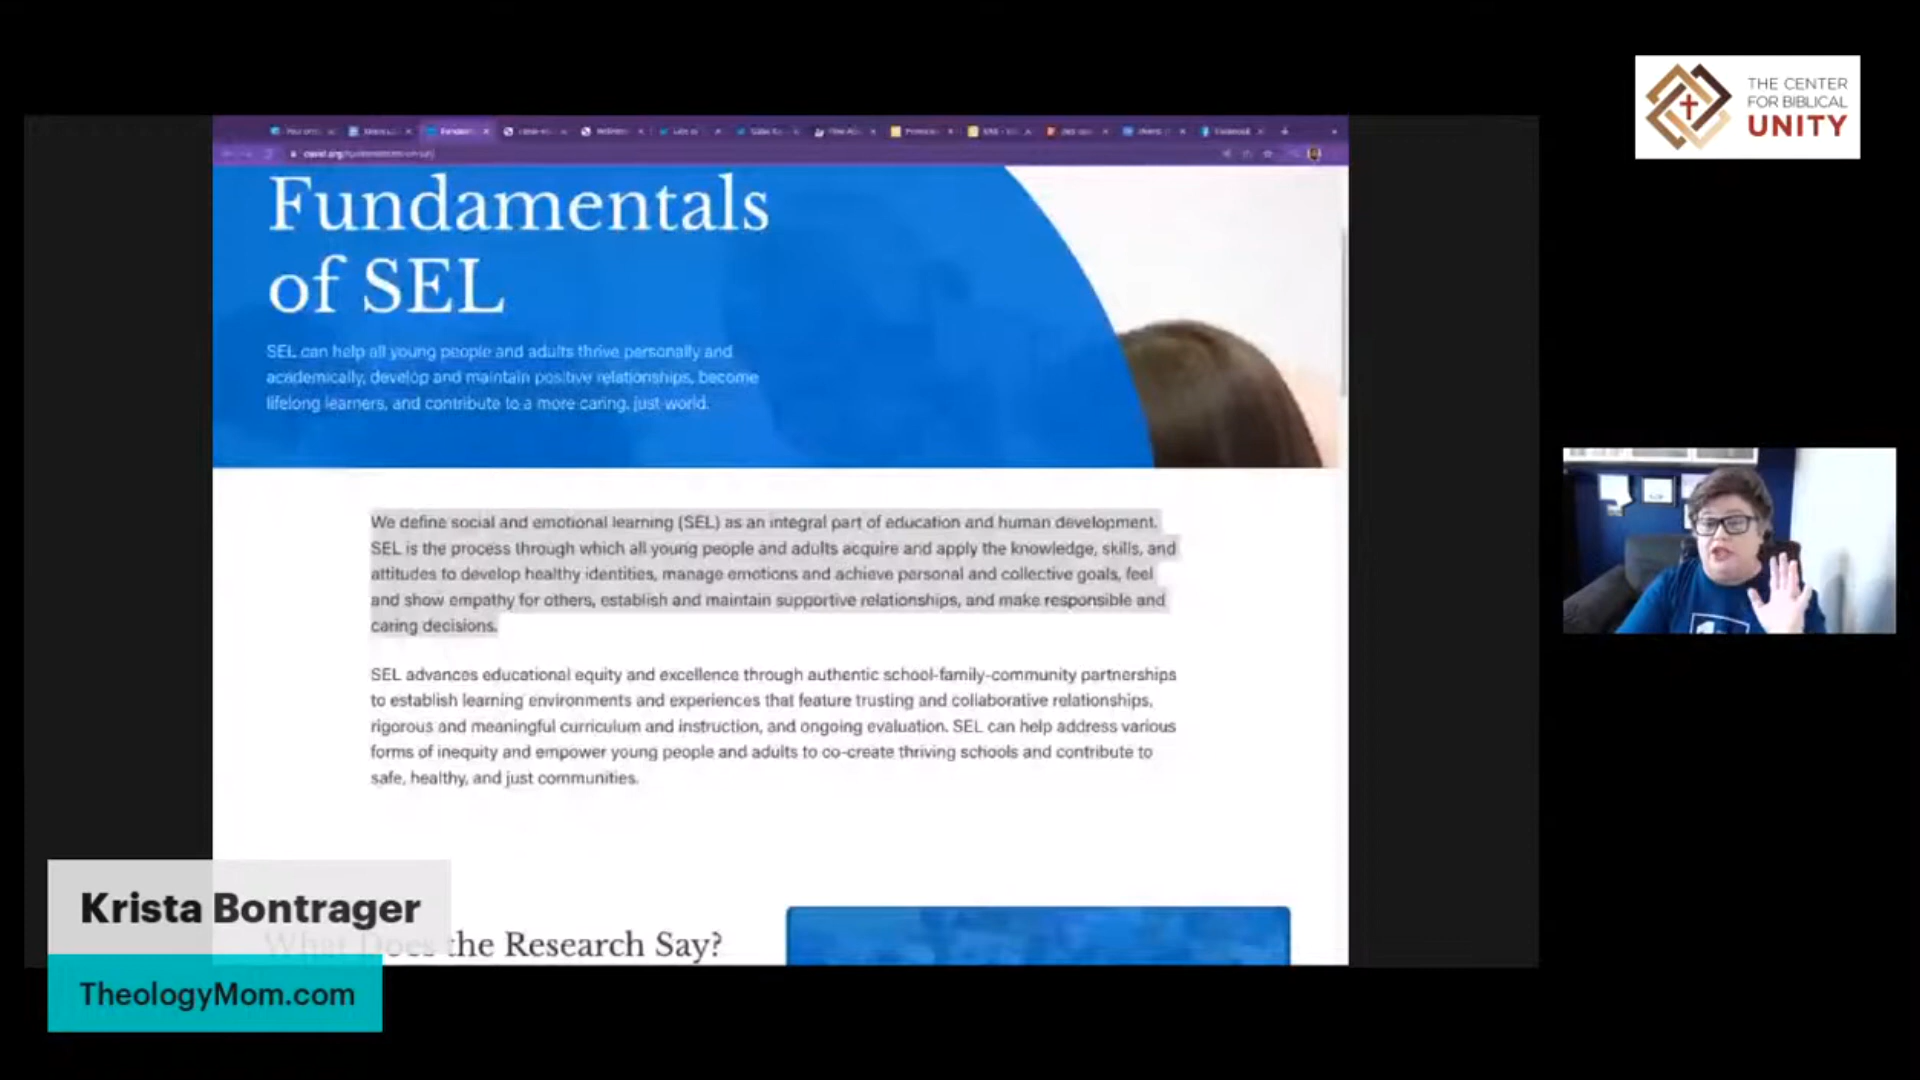 THE CENTER
FOR BIBLICAL
UNITY
Fundamentals
of SEL
SEL can help all young people and adults thrive personally and
academically, develop and maintain positive relationships, become
lifelong learners, and contribute to a more caring, just world.
We define social and emotional learning (SEL) as an integral part of education and human development.
SEL is the process through which all young people and adults acquire and apply the knowledge, skills, and
attitudes to develop healthy identities, manage emotions and achieve personal and collective goals, feel
and show empathy for others, establish and maintain supportive relationships, and make responsible and
caring decisions.
SEL advances educational equity and excellence through authentic school-family-community partnerships
to establish learning environments and experiences that feature trusting and collaborative relationships,
rigorous and meaningful curriculum and instruction, and ongoing evaluation. SEL can help address various
forms of inequity and empower young people and adults to co-create thriving schools and contribute to
safe, healthy, and just communities.
What Does the Research Say?
Krista Bontrager
TheologyMom.com